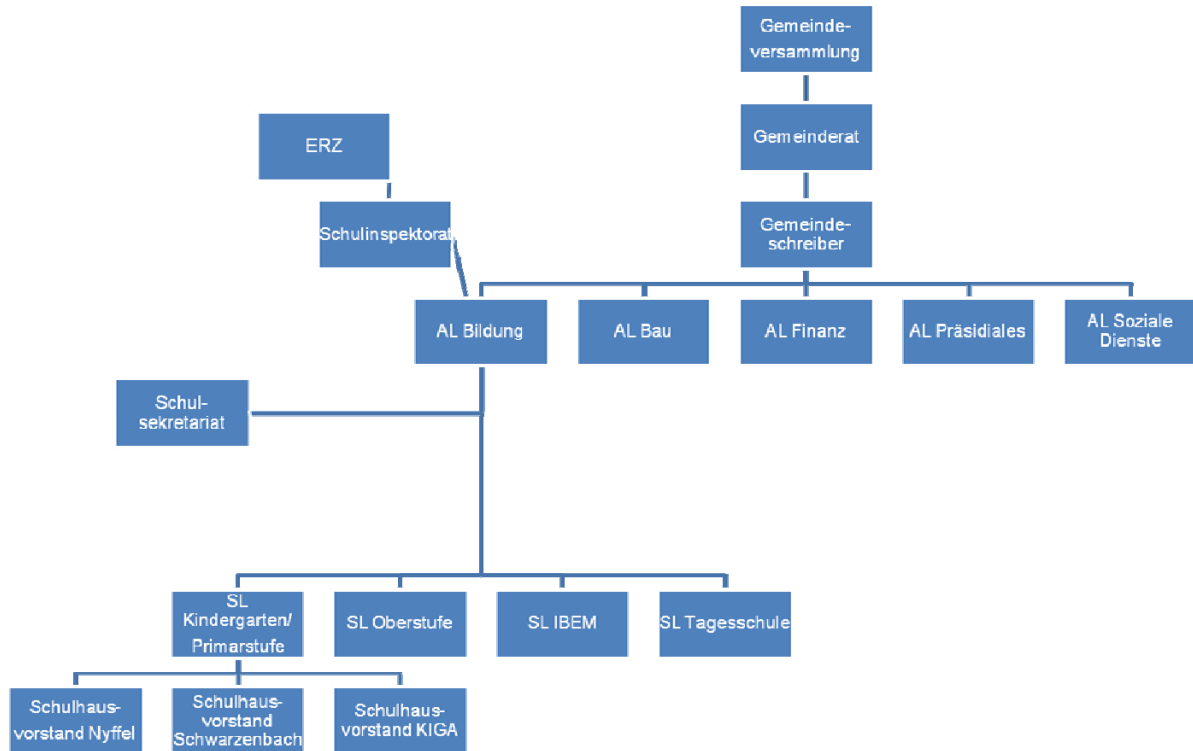 Gemeinde-
versammlung
ERZ
Gemeinderat
Schulinspektorat
Gemeinde-
schreiber
AL Bildung
AL Bau
AL Finanz
AL Präsidiales
AL Soziale
Dienste
Schul-
sekretariat
SL
Kindergarten/
Primarstufe
SL Oberstufe
SL IBEM
SL Tagesschule
Schulhaus-
vorstand Nyffel
Schulhaus-
vorstand
Schwarzenbach
Schulhaus-
vorstand KIGA